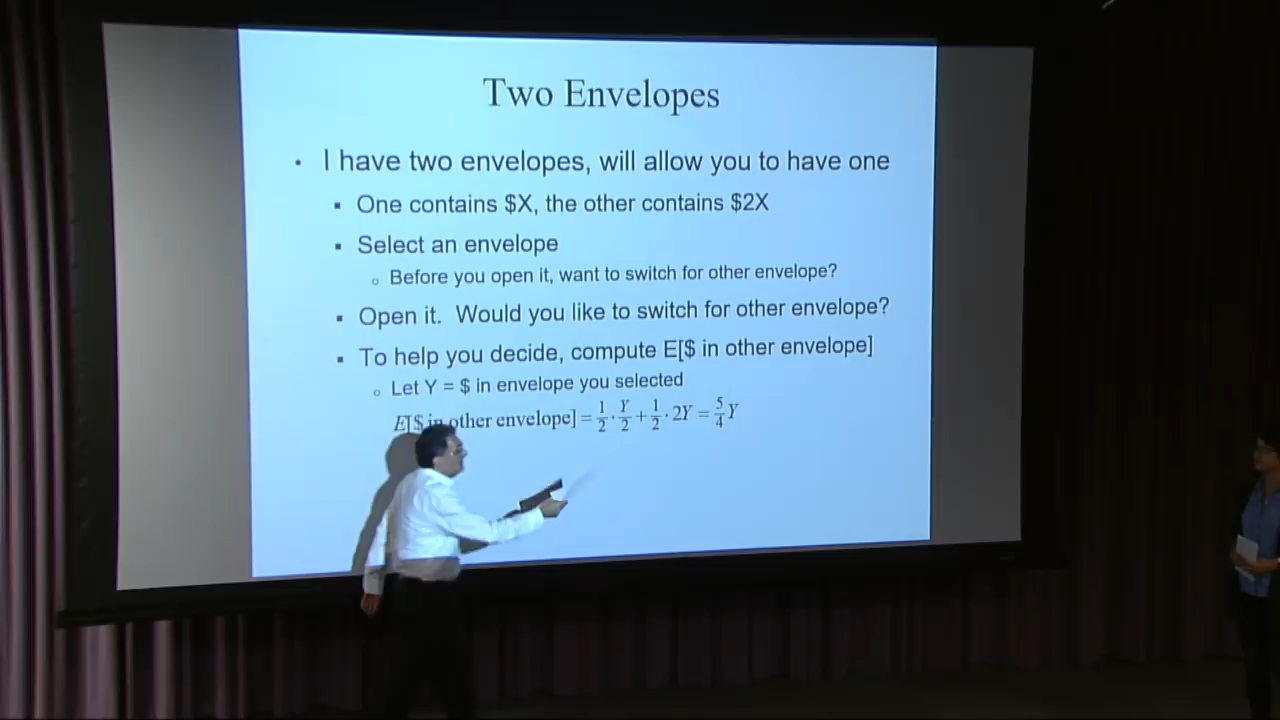 Two Envelopes
• I have two envelopes, will allow you to have one
▪ One contains $X, the other contains $2X
▪ Select an envelope
o Before you open it, want to switch for other envelope?
▪ Open it. Would you like to switch for other envelope?
▪ To help you decide, compute E[$ in other envelope]
o Let Y = $ in envelope you selected
E[$ in other envelope] = 1/2 · Y/2 + 1/2 · 2Y = 5/4 Y